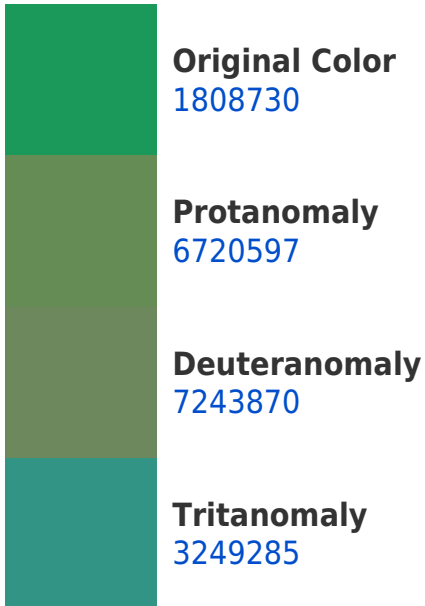 Original Color
1808730
Protanomaly
6720597
Deuteranomaly
7243870
Tritanomaly
3249285